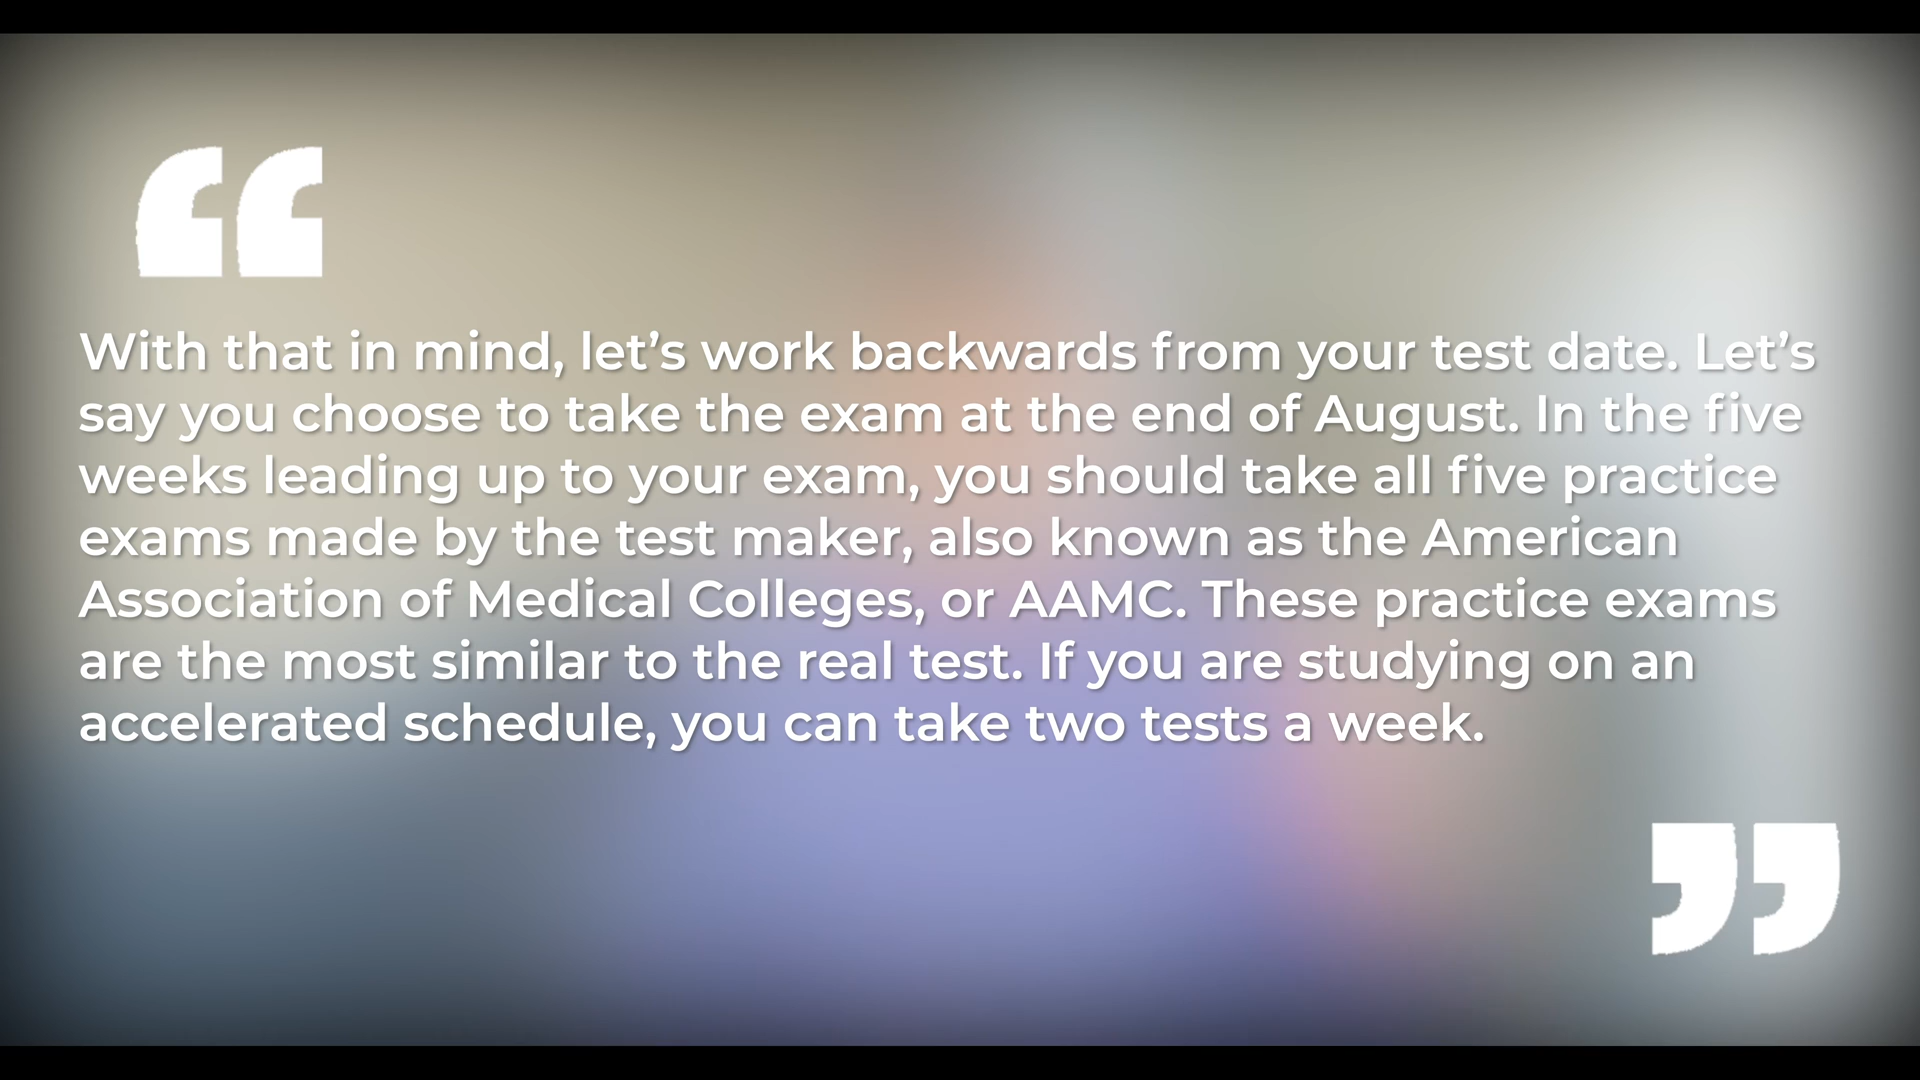 “
With that in mind, let’s work backwards from your test date. Let’s
say you choose to take the exam at the end of August. In the five
weeks leading up to your exam, you should take all five practice
exams made by the test maker, also known as the American
Association of Medical Colleges, or AAMC. These practice exams
are the most similar to the real test. If you are studying on an
accelerated schedule, you can take two tests a week.
”